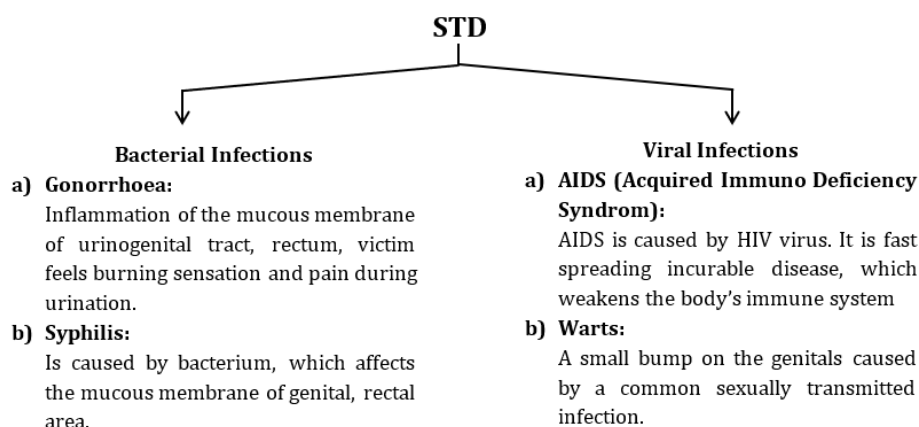 STD
Bacterial Infections
a) Gonorrhoea:
Inflammation of the mucous membrane
of urinogenital tract, rectum, victim
feels burning sensation and pain during
urination.
b) Syphilis:
Is caused by bacterium, which affects
the mucous membrane of genital, rectal
area.
Viral Infections
a) AIDS (Acquired Immuno Deficiency
Syndrom):
AIDS is caused by HIV virus. It is fast
spreading incurable disease, which
weakens the body's immune system
b) Warts:
A small bump on the genitals caused
by a common sexually transmitted
infection.